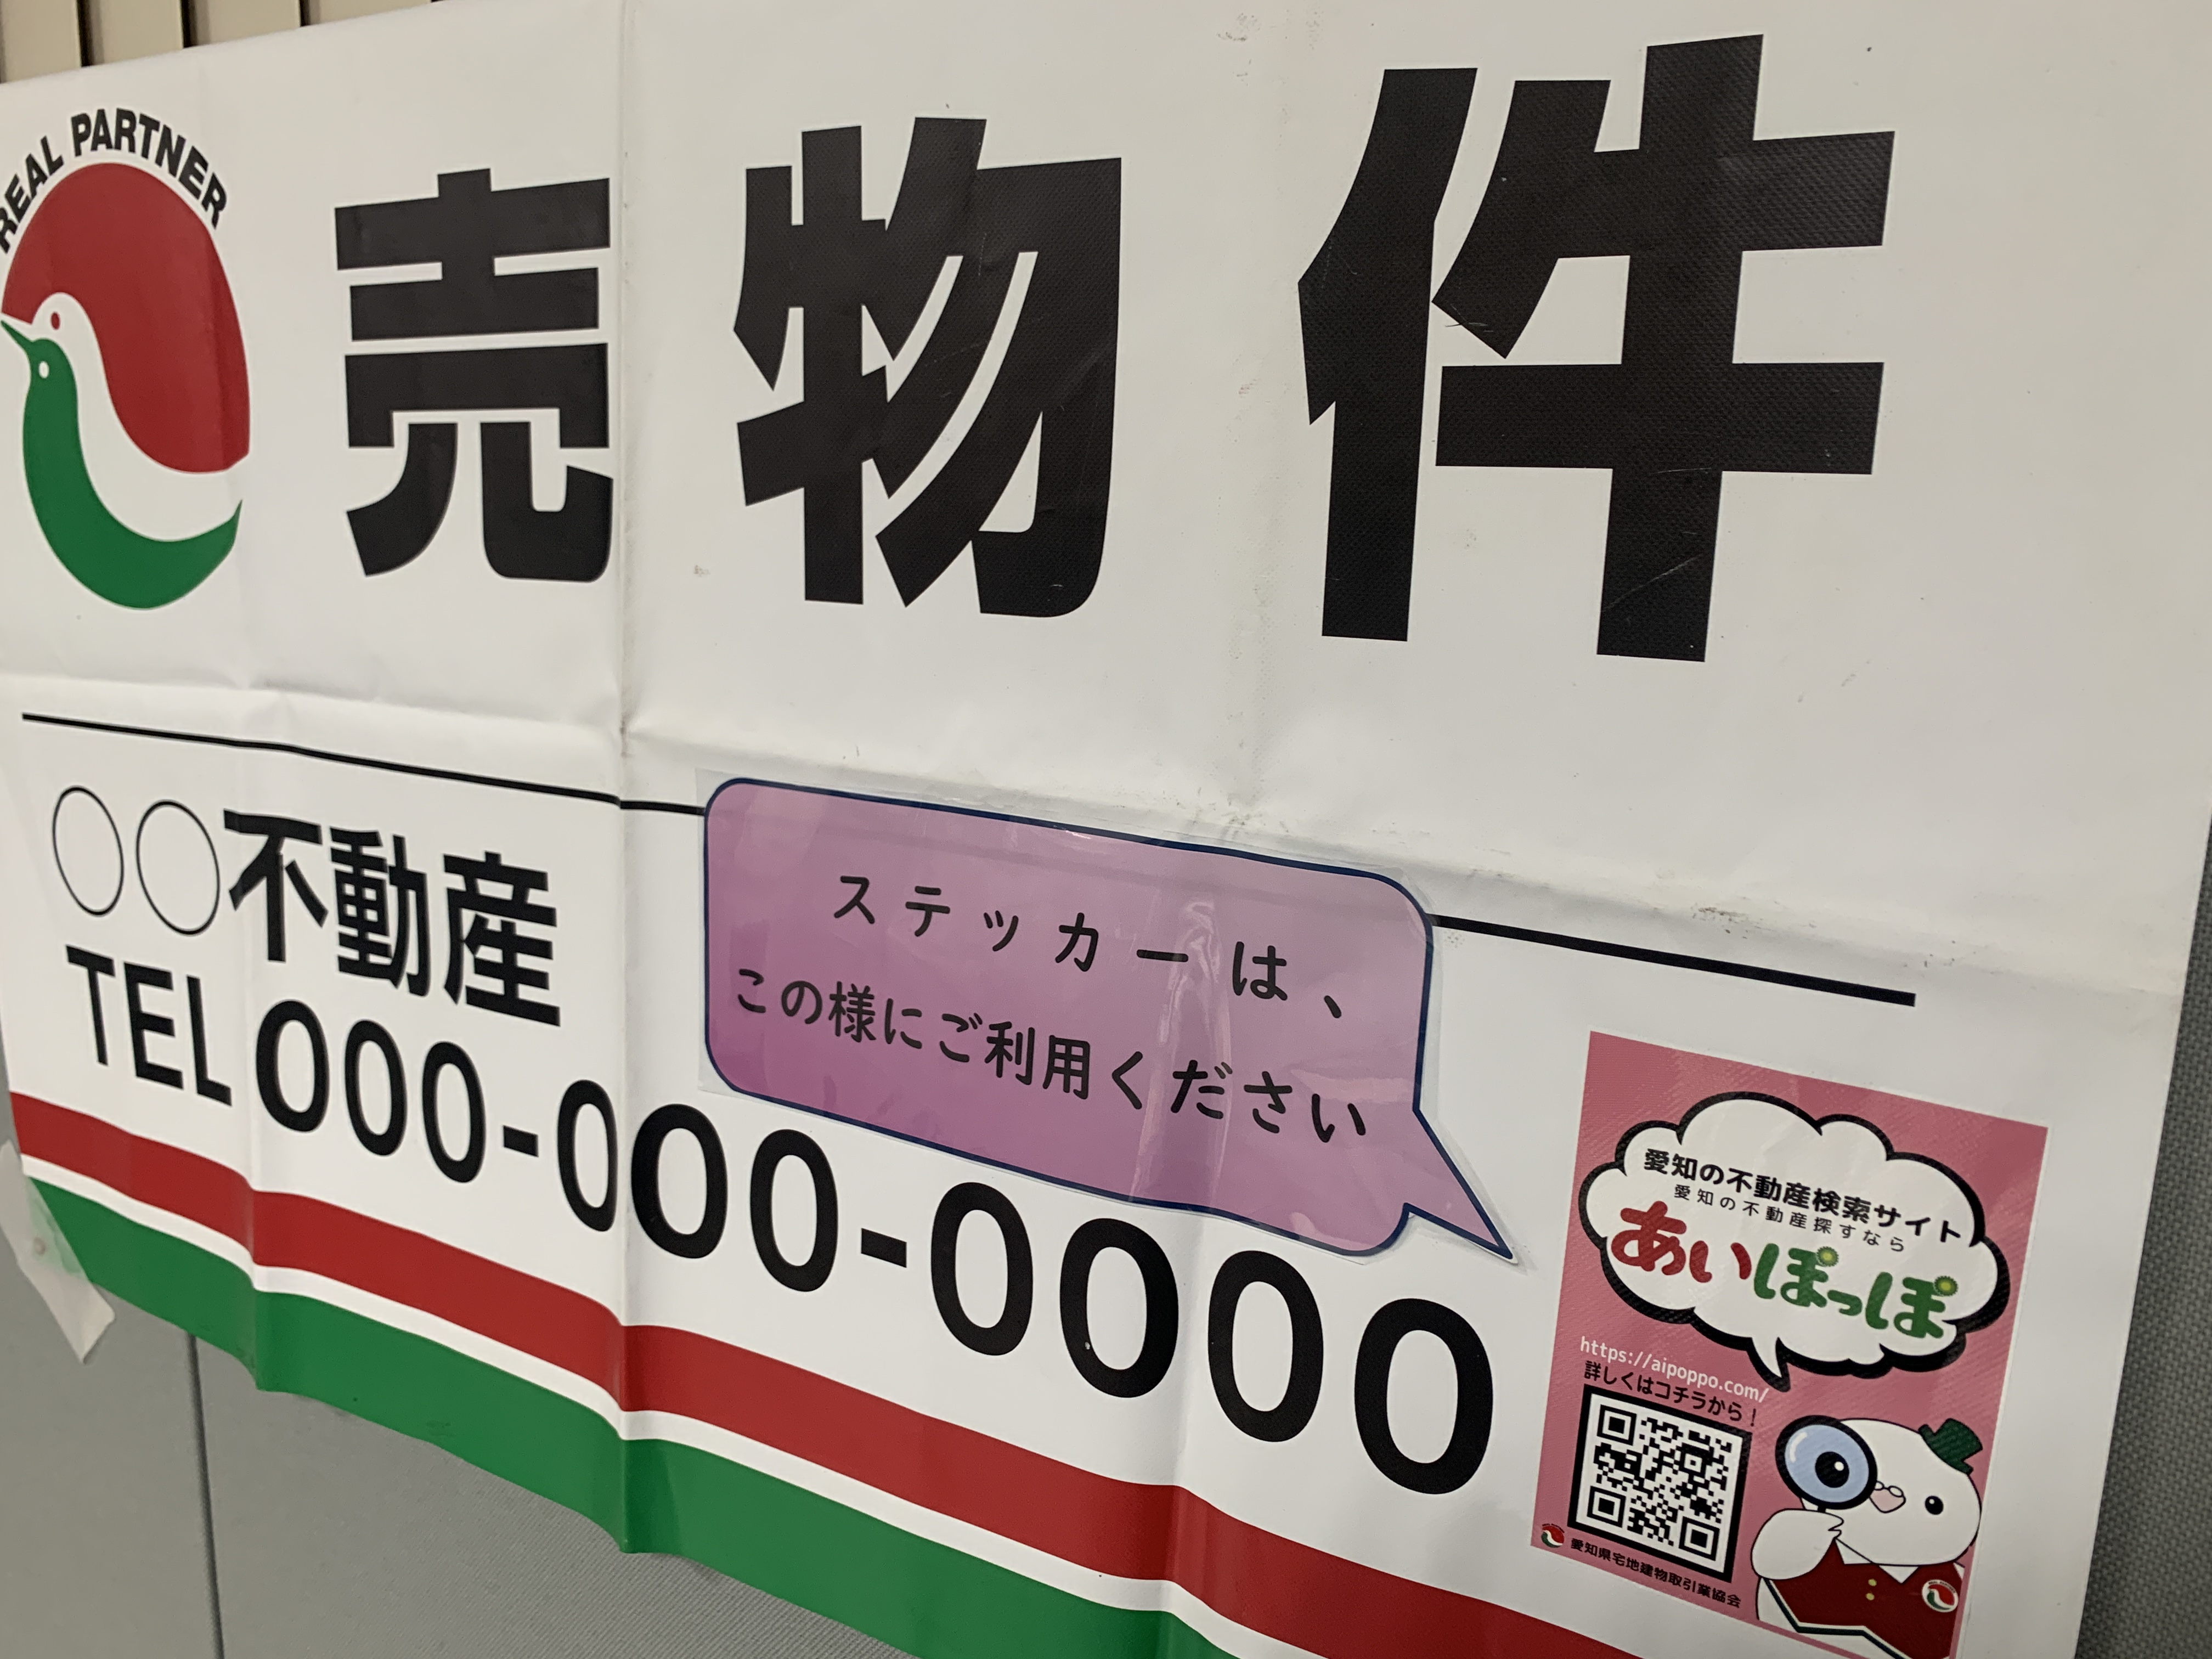 REAL PARTNER
売物件
○○不動産
TEL 000-000-0000
ステッカーは、
この様にご利用ください
愛知の不動産検索サイト
愛知の不動産探すなら
あいぽっぽ
https://aipoppo.com/
詳しくはコチラから！
愛知県宅地建物取引業協会